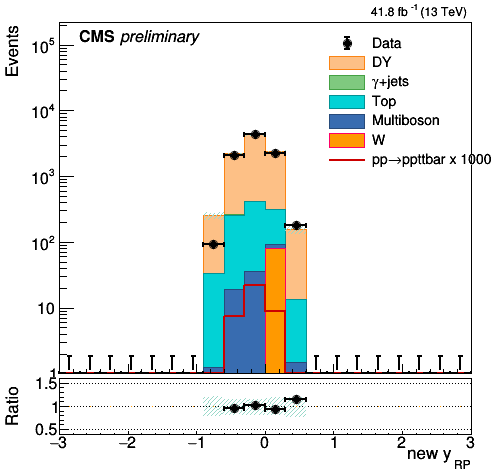 41.8 fb⁻¹ (13 TeV)
CMS preliminary
Events
10⁵
10⁴
10³
10²
10
1
Data
DY
γ+jets
Top
Multiboson
W
pp→ppttbar x 1000
Ratio
1.5
1
0.5
−3 −2 −1 0 1 2 3
new y_RP